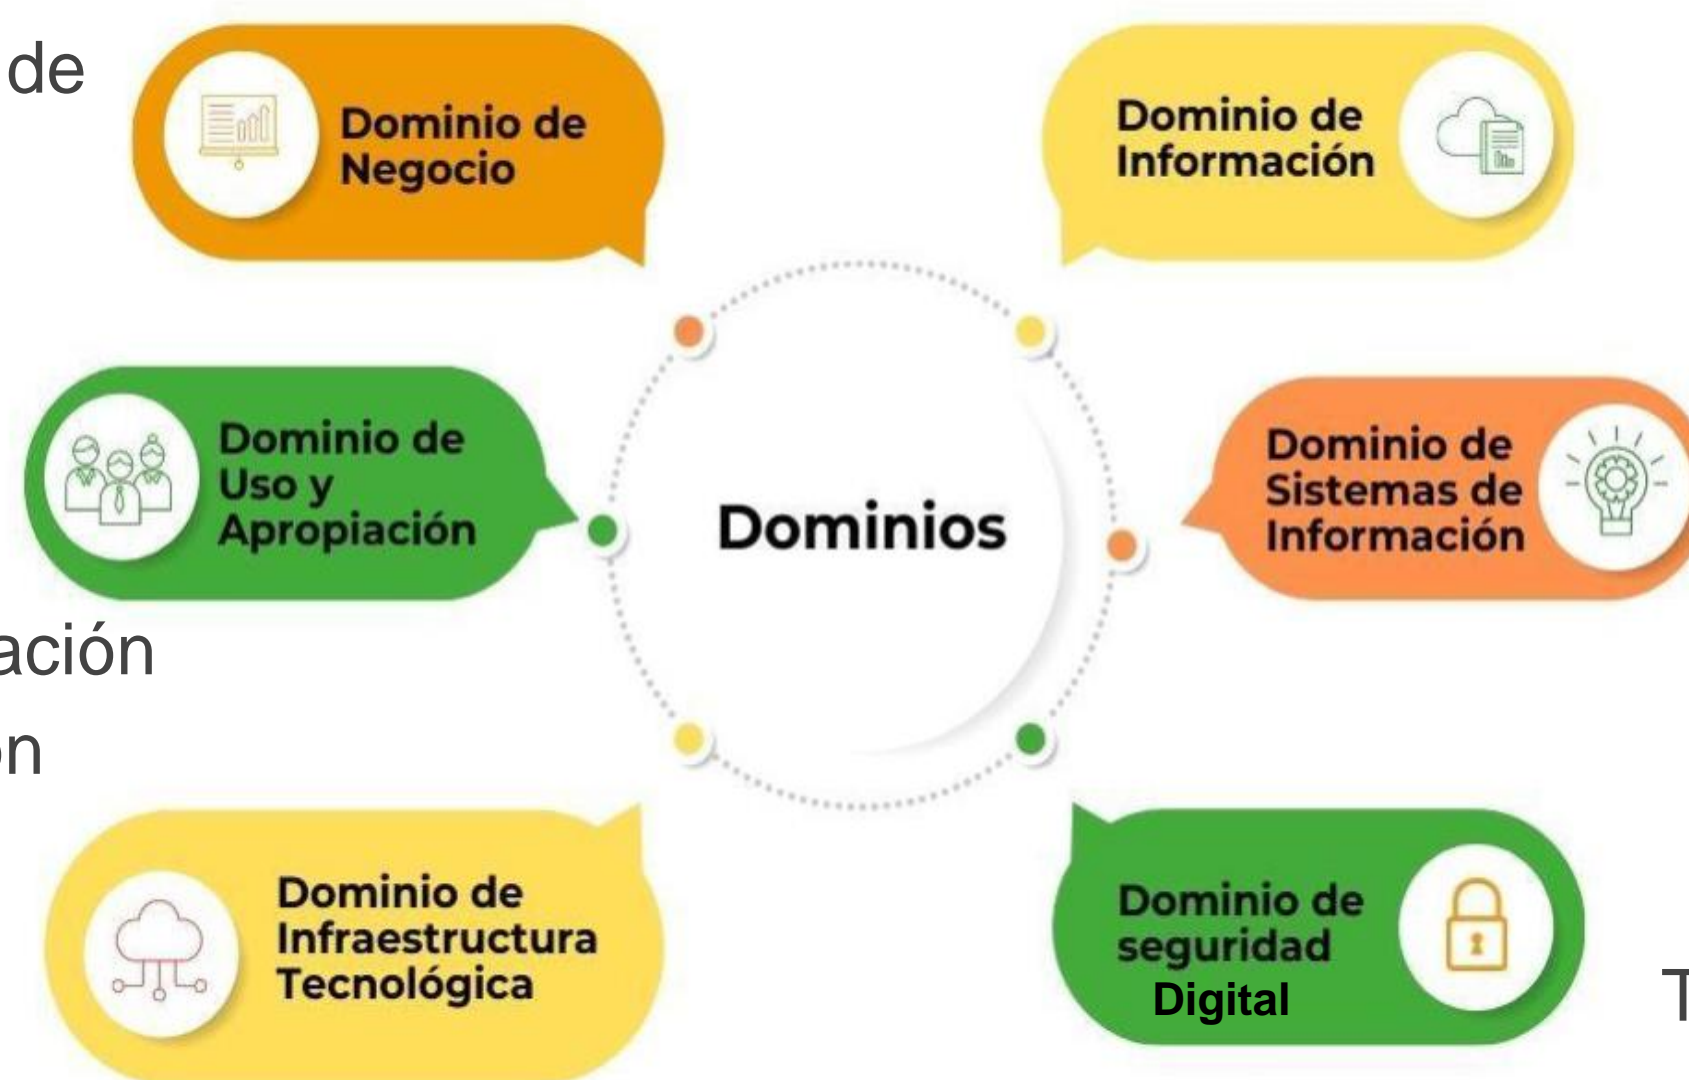 de
Dominio de
Negocio
Dominio de
Información
Dominio de
Uso y
Apropiación
Dominios
Dominio de
Sistemas de
Información
ación
ón
Dominio de
Infraestructura
Tecnológica
Dominio de
seguridad
Digital
T